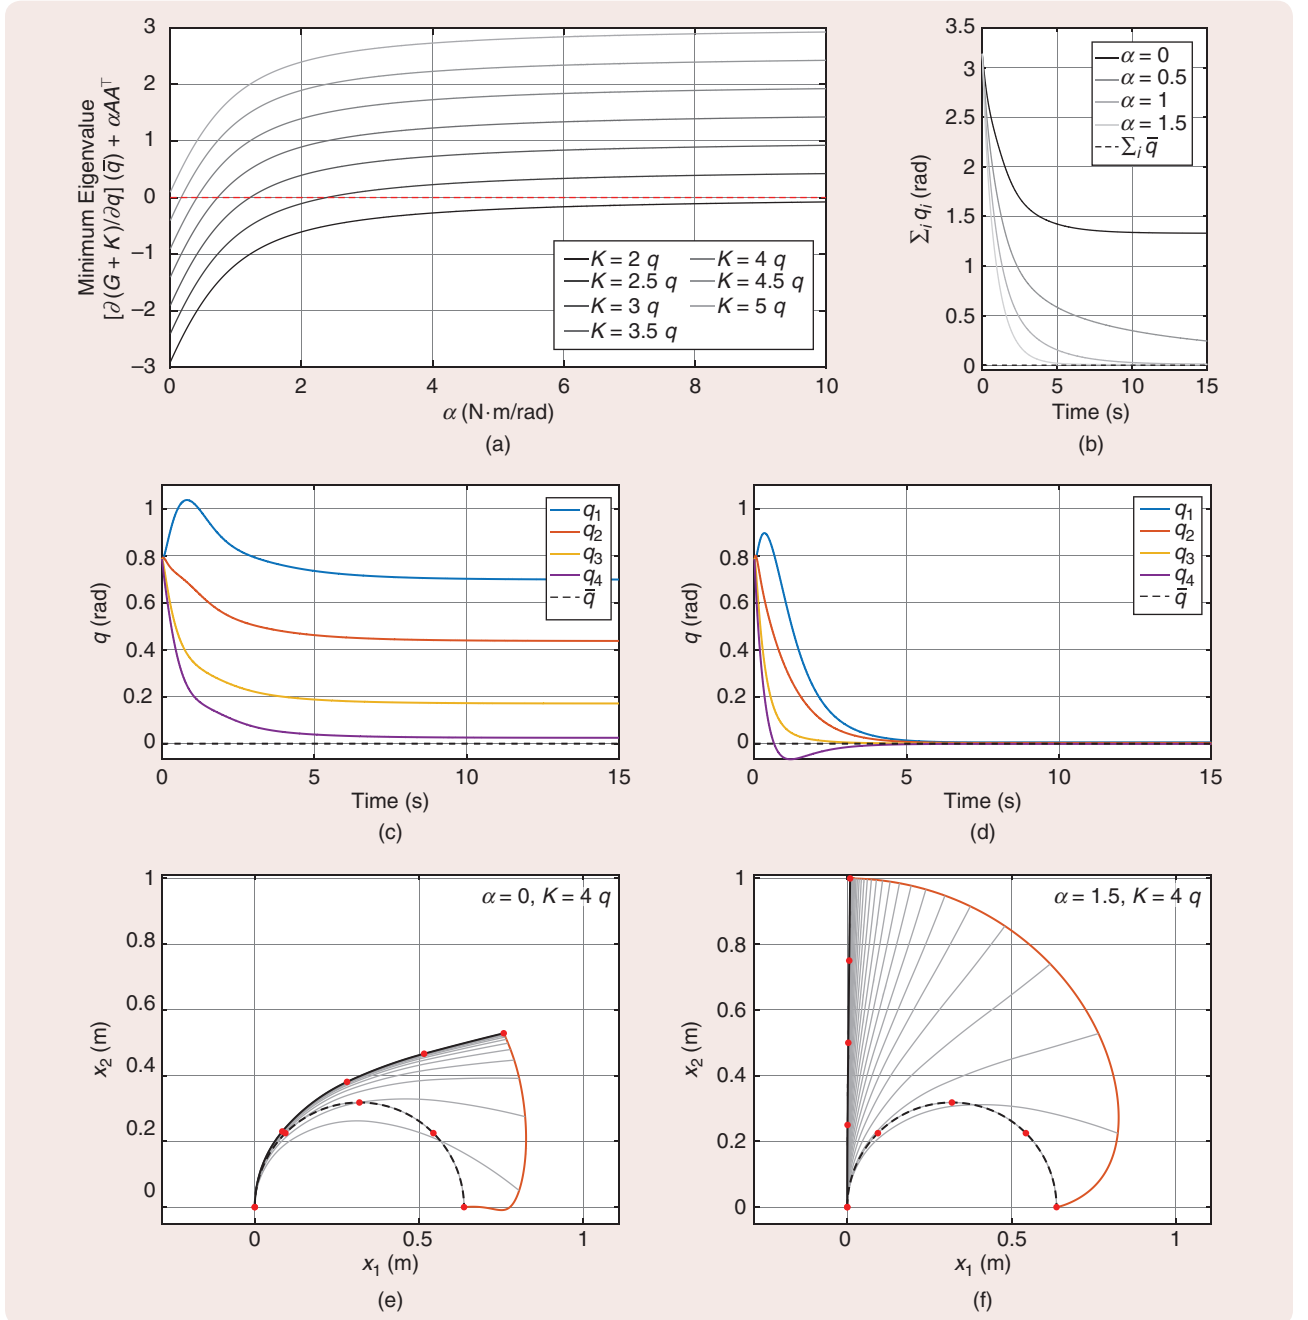 Minimum Eigenvalue
[∂(G + K)/∂q] (q̄) + αAA⊤
3
2
1
0
–1
–2
–3
0 2 4 6 8 10
α (N·m/rad)
K = 2 q
K = 2.5 q
K = 3 q
K = 3.5 q
K = 4 q
K = 4.5 q
K = 5 q
(a)
Σi qi (rad)
3.5
3
2.5
2
1.5
1
0.5
0
0 5 10 15
Time (s)
α = 0
α = 0.5
α = 1
α = 1.5
Σi q̄
(b)
q (rad)
1
0.8
0.6
0.4
0.2
0
0 5 10 15
Time (s)
q1
q2
q3
q4
q̄
(c)
q (rad)
1
0.8
0.6
0.4
0.2
0
0 5 10 15
Time (s)
q1
q2
q3
q4
q̄
(d)
α = 0, K = 4 q
x2 (m)
1
0.8
0.6
0.4
0.2
0
0 0.5 1
x1 (m)
(e)
α = 1.5, K = 4 q
x2 (m)
1
0.8
0.6
0.4
0.2
0
0 0.5 1
x1 (m)
(f)